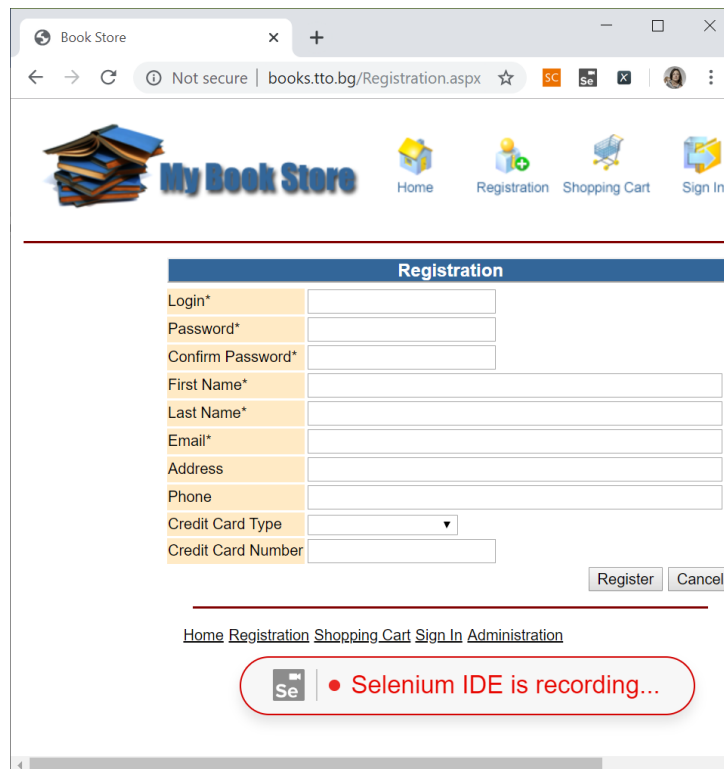 Book Store
Not secure | books.tto.bg/Registration.aspx
SC Se X
My Book Store
Home Registration Shopping Cart Sign In
Registration
Login*
Password*
Confirm Password*
First Name*
Last Name*
Email*
Address
Phone
Credit Card Type
Credit Card Number
Register Cancel
Home Registration Shopping Cart Sign In Administration
Se Selenium IDE is recording...